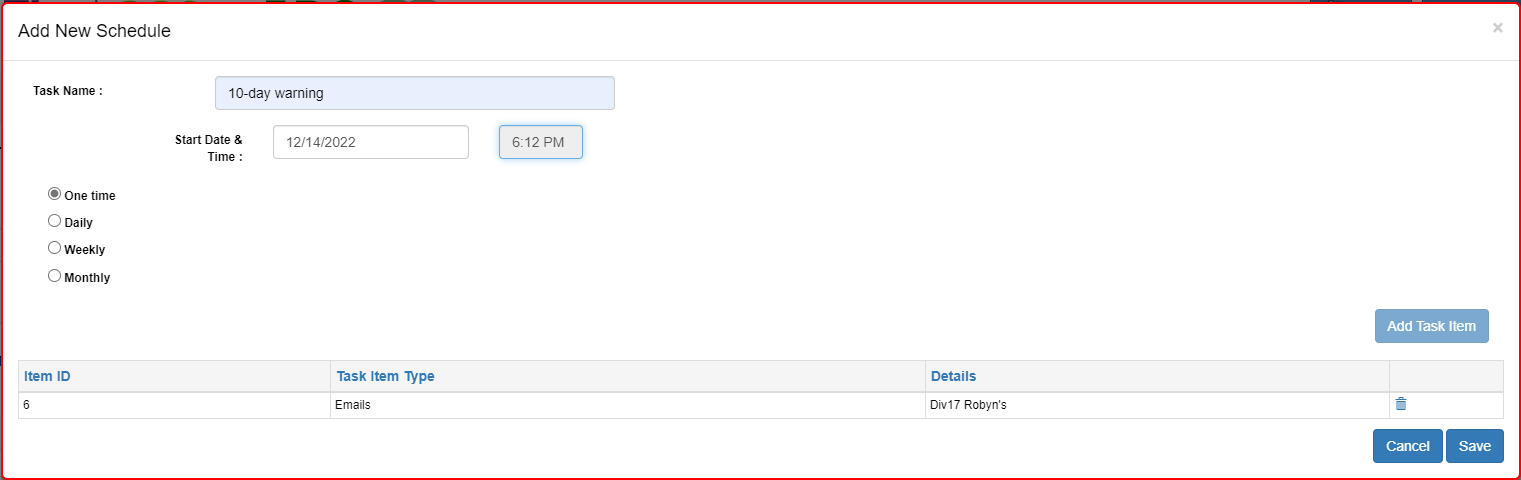 Add New Schedule
×
Task Name :
10-day warning
Start Date &
Time :
12/14/2022
6:12 PM
One time
Daily
Weekly
Monthly
Add Task Item
Item ID Task Item Type Details
6 Emails Div17 Robyn's
Cancel Save